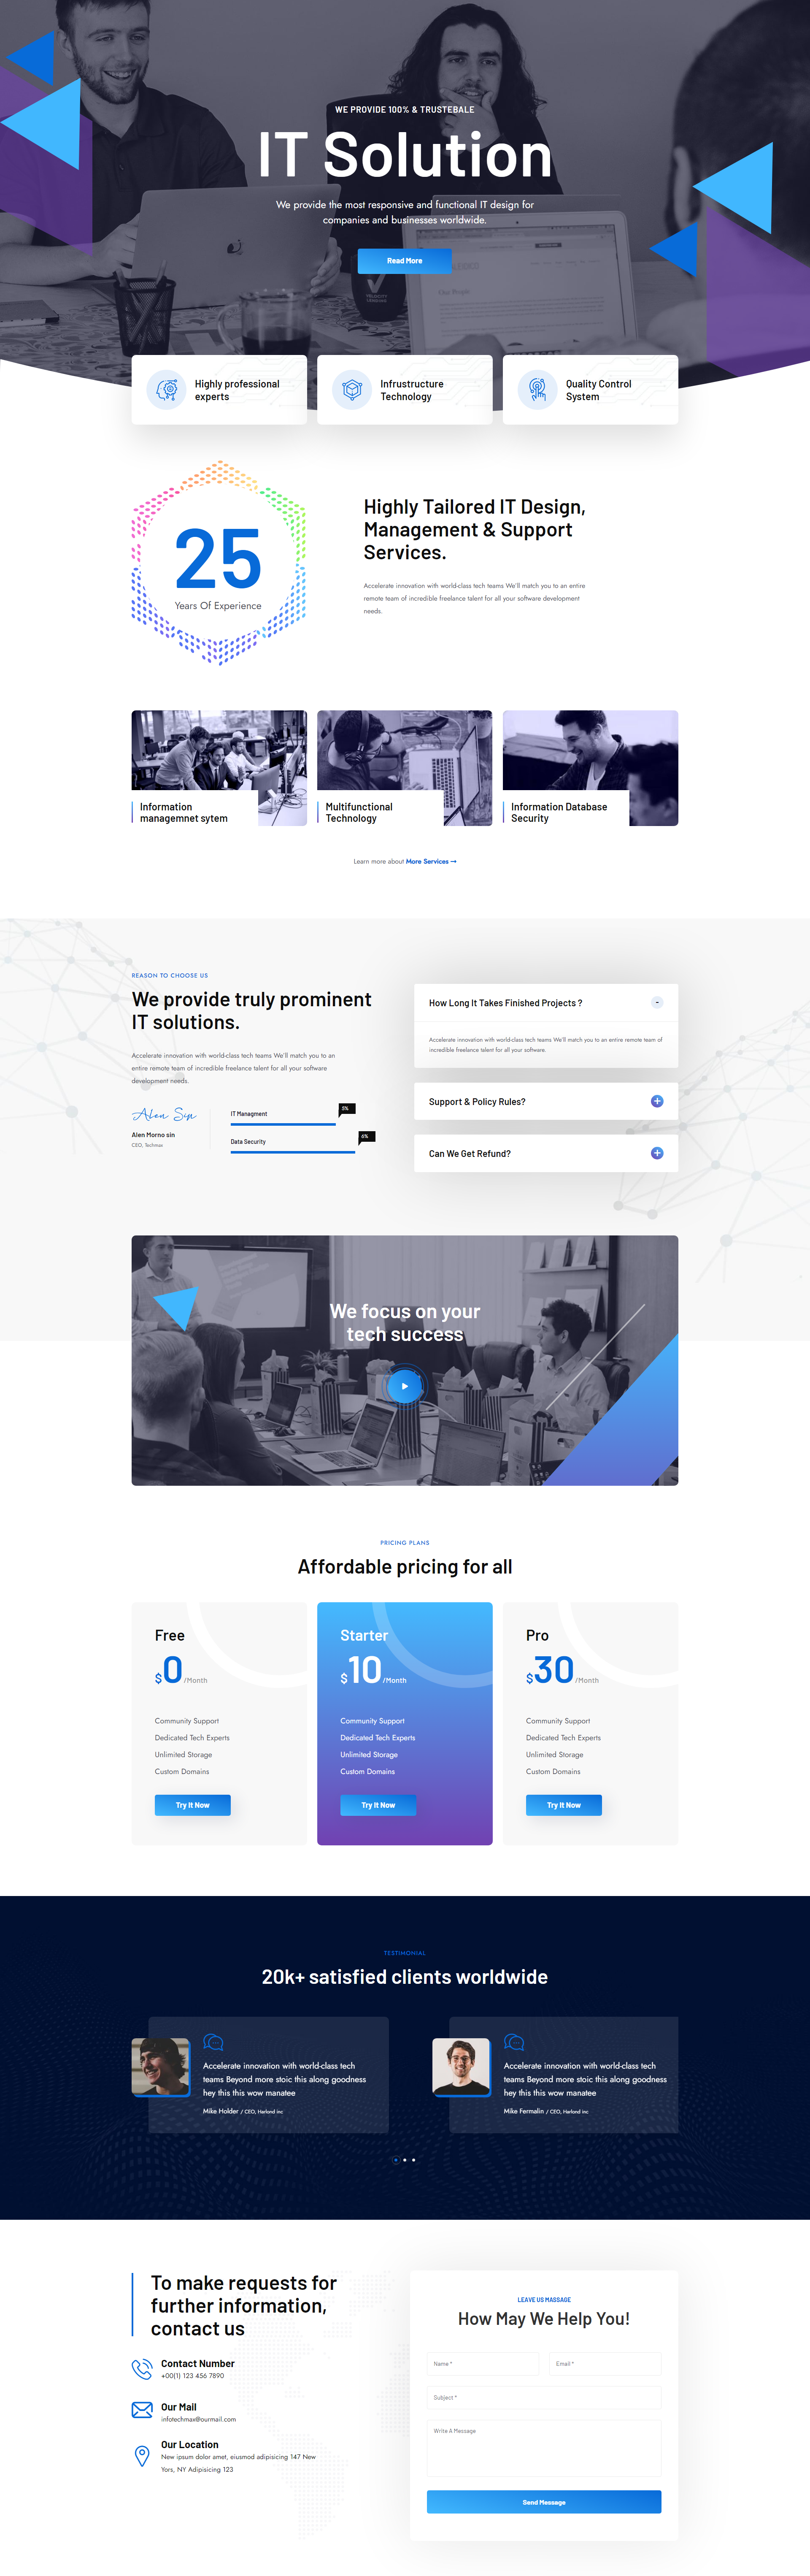 WE PROVIDE 100% & TRUSTEBALE
IT Solution
We provide the most responsive and functional IT design for
companies and businesses worldwide.
Read More
Highly professional
experts
Infrustructure
Technology
Quality Control
System
25
Years Of Experience
Highly Tailored IT Design,
Management & Support
Services.
Accelerate innovation with world-class tech teams We'll match you to an entire
remote team of incredible freelance talent for all your software development
needs.
Information
managemnet sytem
Multifunctional
Technology
Information Database
Security
Learn more about More Services →
REASON TO CHOOSE US
We provide truly prominent
IT solutions.
Accelerate innovation with world-class tech teams We'll match you to an
entire remote team of incredible freelance talent for all your software
development needs.
Alen Sin
Alen Morno sin
CEO, Techmax
IT Managment
5%
Data Security
6%
How Long It Takes Finished Projects ?
-
Accelerate innovation with world-class tech teams We'll match you to an entire remote team of
incredible freelance talent for all your software.
Support & Policy Rules?
+
Can We Get Refund?
+
We focus on your
tech success
PRICING PLANS
Affordable pricing for all
Free
$0/Month
Community Support
Dedicated Tech Experts
Unlimited Storage
Custom Domains
Try It Now
Starter
$10/Month
Community Support
Dedicated Tech Experts
Unlimited Storage
Custom Domains
Try It Now
Pro
$30/Month
Community Support
Dedicated Tech Experts
Unlimited Storage
Custom Domains
Try It Now
TESTIMONIAL
20k+ satisfied clients worldwide
Accelerate innovation with world-class tech
teams Beyond more stoic this along goodness
hey this this wow manatee
Mike Holder / CEO, Harlond inc
Accelerate innovation with world-class tech
teams Beyond more stoic this along goodness
hey this this wow manatee
Mike Fermalin / CEO, Harlond inc
To make requests for
further information,
contact us
Contact Number
+00(1) 123 456 7890
Our Mail
infotechmax@ourmail.com
Our Location
New ipsum dolor amet, eiusmod adipisicing 147 New
Yors, NY Adipisicing 123
LEAVE US MASSAGE
How May We Help You!
Name *
Email *
Subject *
Write A Message
Send Message